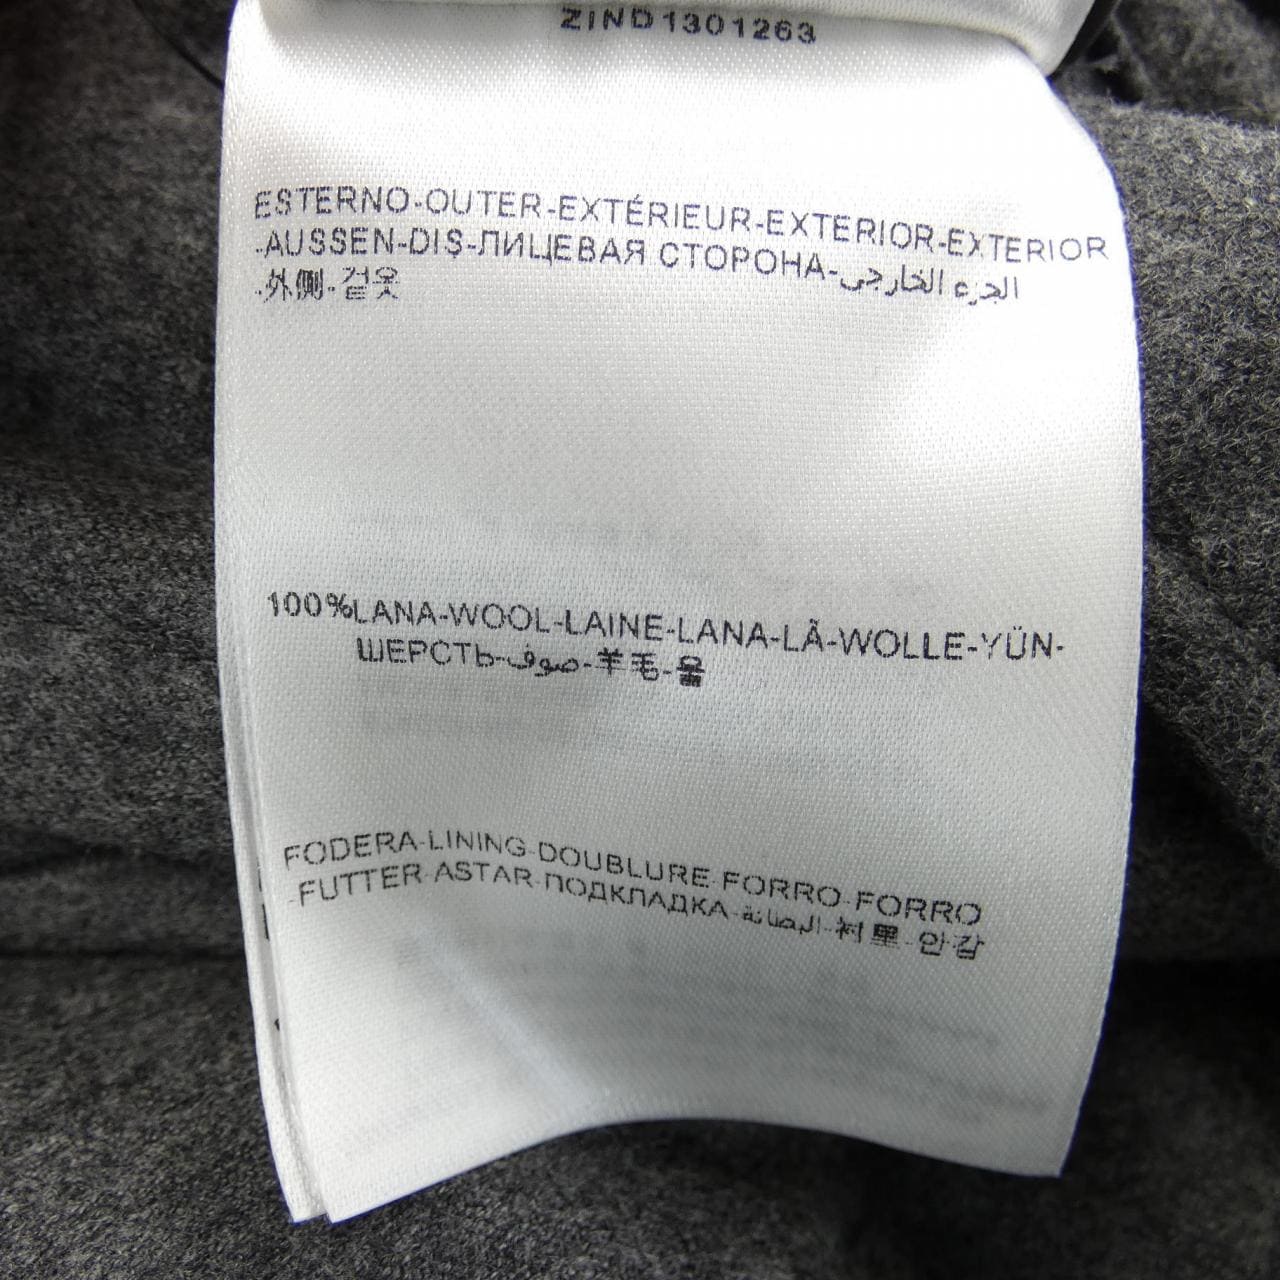 ZIND1301263
ESTERNO-OUTER-EXTÉRIEUR-EXTERIOR-EXTERIOR
-AUSSEN-DIŞ-ЛИЦЕВАЯ СТОРОНА-الجزء الخارجي
-外侧-겉옷
100%LANA-WOOL-LAINE-LANA-LÃ-WOLLE-YÜN-
ШЕРСТЬ-صوف-羊毛-울
FODERA-LINING-DOUBLURE-FORRO-FORRO
-FUTTER-ASTAR-ПОДКЛАДКА-البطانة-衬里-안감